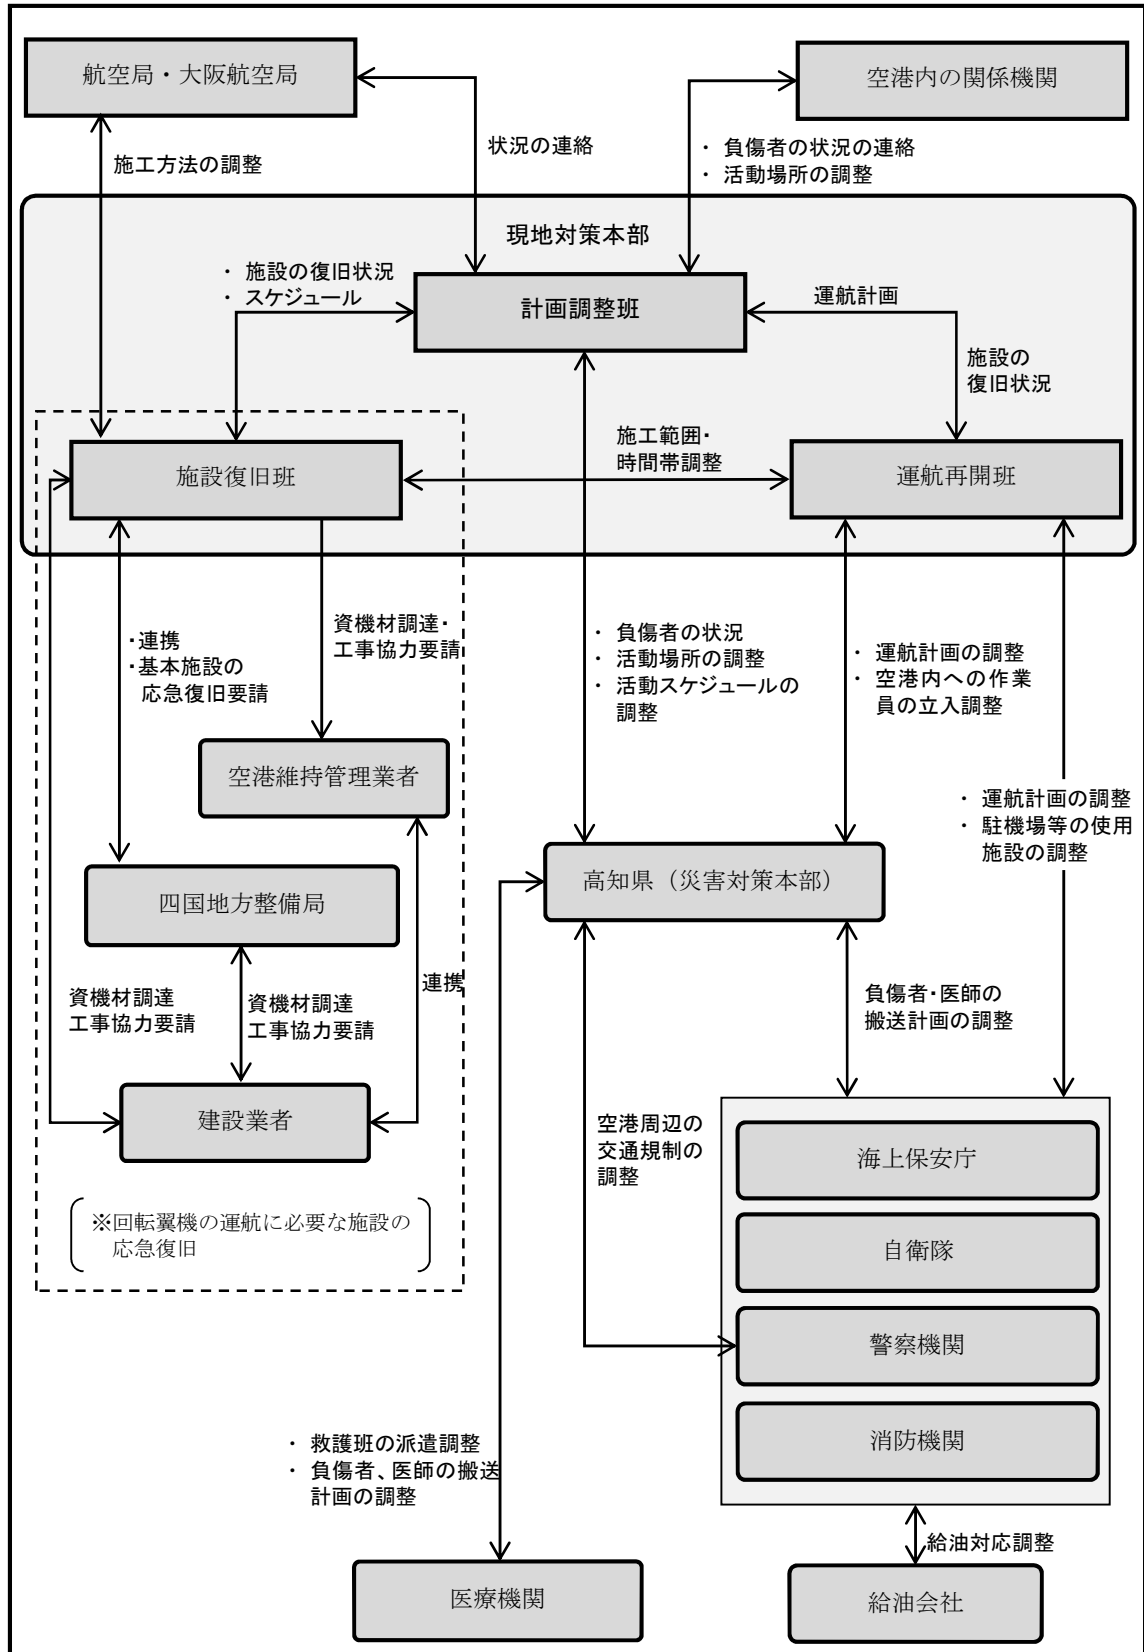 航空局・大阪航空局
空港内の関係機関
状況の連絡
・ 負傷者の状況の連絡
・ 活動場所の調整
施工方法の調整
現地対策本部
・ 施設の復旧状況
・ スケジュール
計画調整班
運航計画
施設の
復旧状況
施工範囲・
時間帯調整
施設復旧班
運航再開班
・連携
・基本施設の
応急復旧要請
資機材調達・
工事協力要請
・ 負傷者の状況
・ 活動場所の調整
・ 活動スケジュールの
調整
・ 運航計画の調整
・ 空港内への作業
員の立入調整
空港維持管理業者
・ 運航計画の調整
・ 駐機場等の使用
施設の調整
四国地方整備局
高知県（災害対策本部）
連携
資機材調達
工事協力要請
資機材調達
工事協力要請
負傷者・医師の
搬送計画の調整
建設業者
空港周辺の
交通規制の
調整
海上保安庁
※回転翼機の運航に必要な施設の
応急復旧
自衛隊
警察機関
消防機関
・ 救護班の派遣調整
・ 負傷者、医師の搬送
計画の調整
給油対応調整
医療機関
給油会社